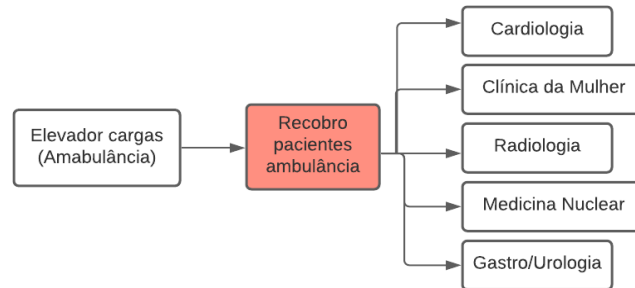 Elevador cargas
(Amabulância)
Recobro
pacientes
ambulância
Cardiologia
Clínica da Mulher
Radiologia
Medicina Nuclear
Gastro/Urologia